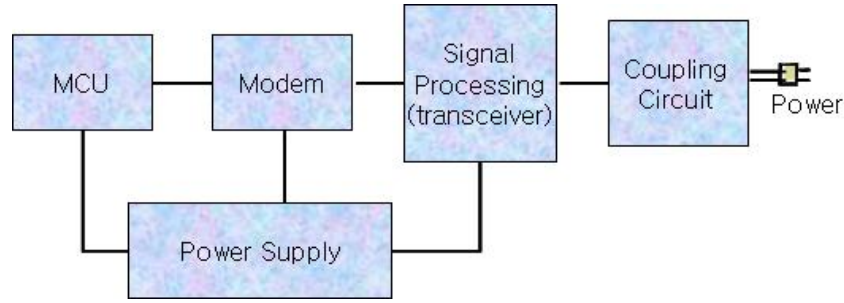 MCU
Modem
Signal
Processing
(transceiver)
Coupling
Circuit
Power
Power Supply